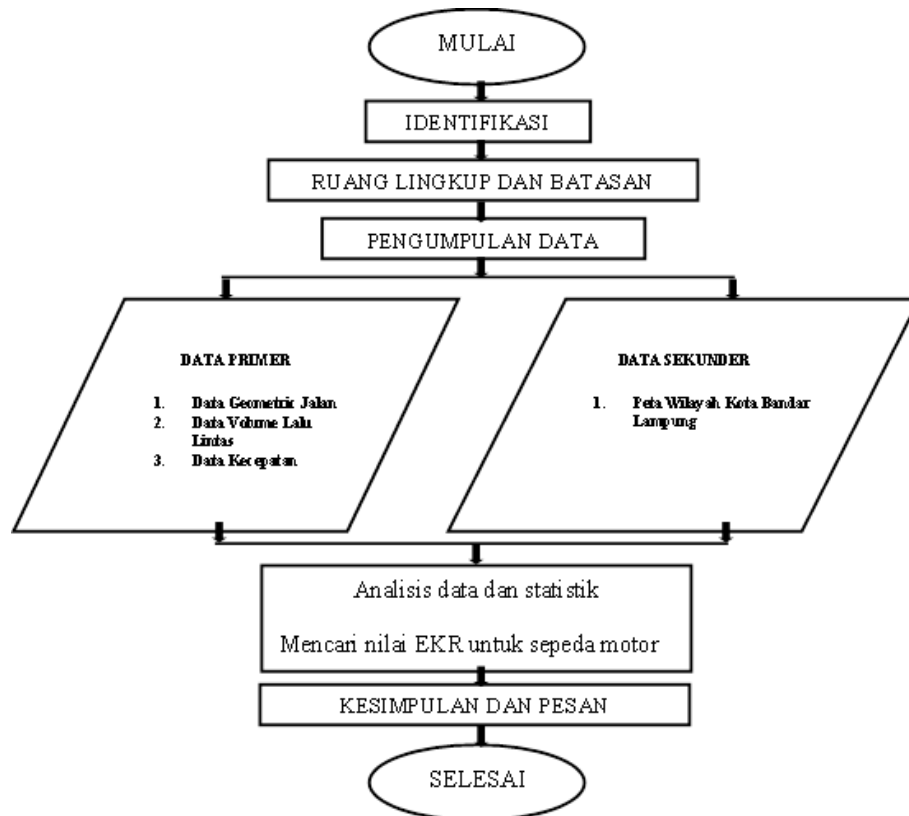 MULAI
IDENTIFIKASI
RUANG LINGKUP DAN BATASAN
PENGUMPULAN DATA
DATA PRIMER
1. Data Geometric Jalan
2. Data Volume Lalu
Lintas
3. Data Kecepatan
DATA SEKUNDER
1. Peta Wilayah Kota Bandar
Lampung
Analisis data dan statistik
Mencari nilai EKR untuk sepeda motor
KESIMPULAN DAN PESAN
SELESAI